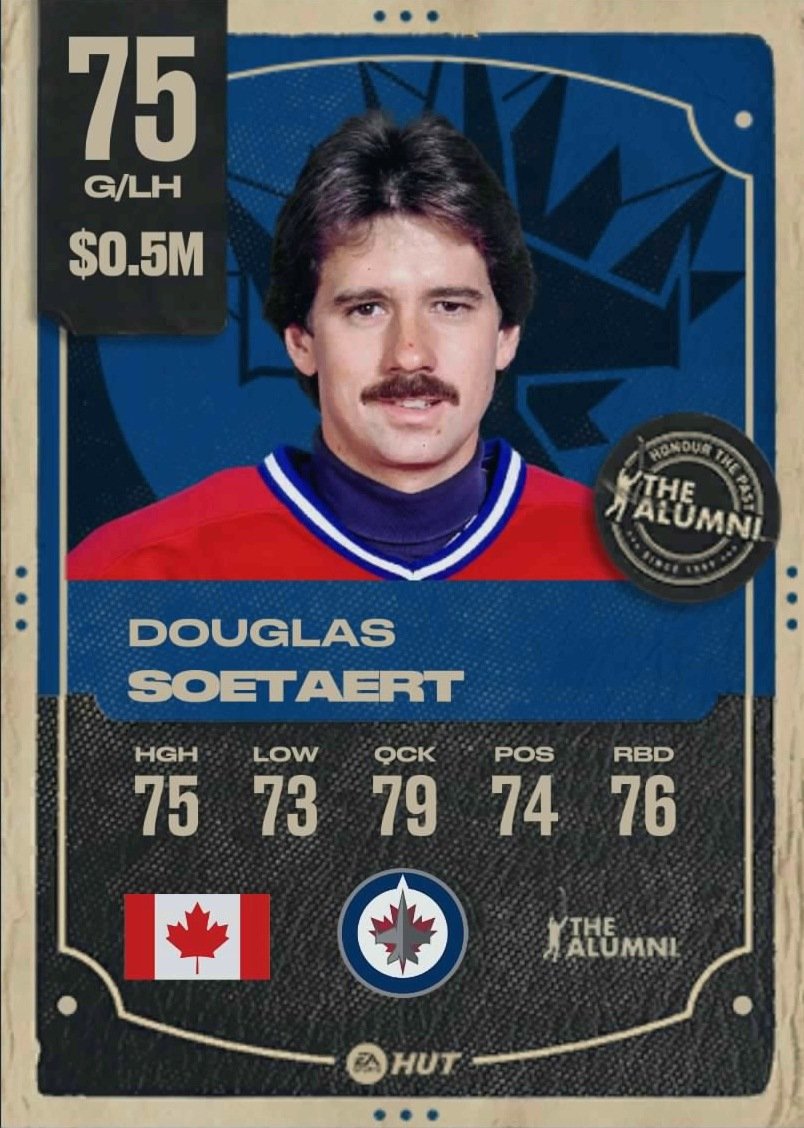 75
G/LH
$0.5M
HONOUR THE PAST
THE
ALUMNI
DOUGLAS
SOETAERT
HGH LOW QCK POS RBD
75 73 79 74 76
THE
ALUMNI
EA
HUT